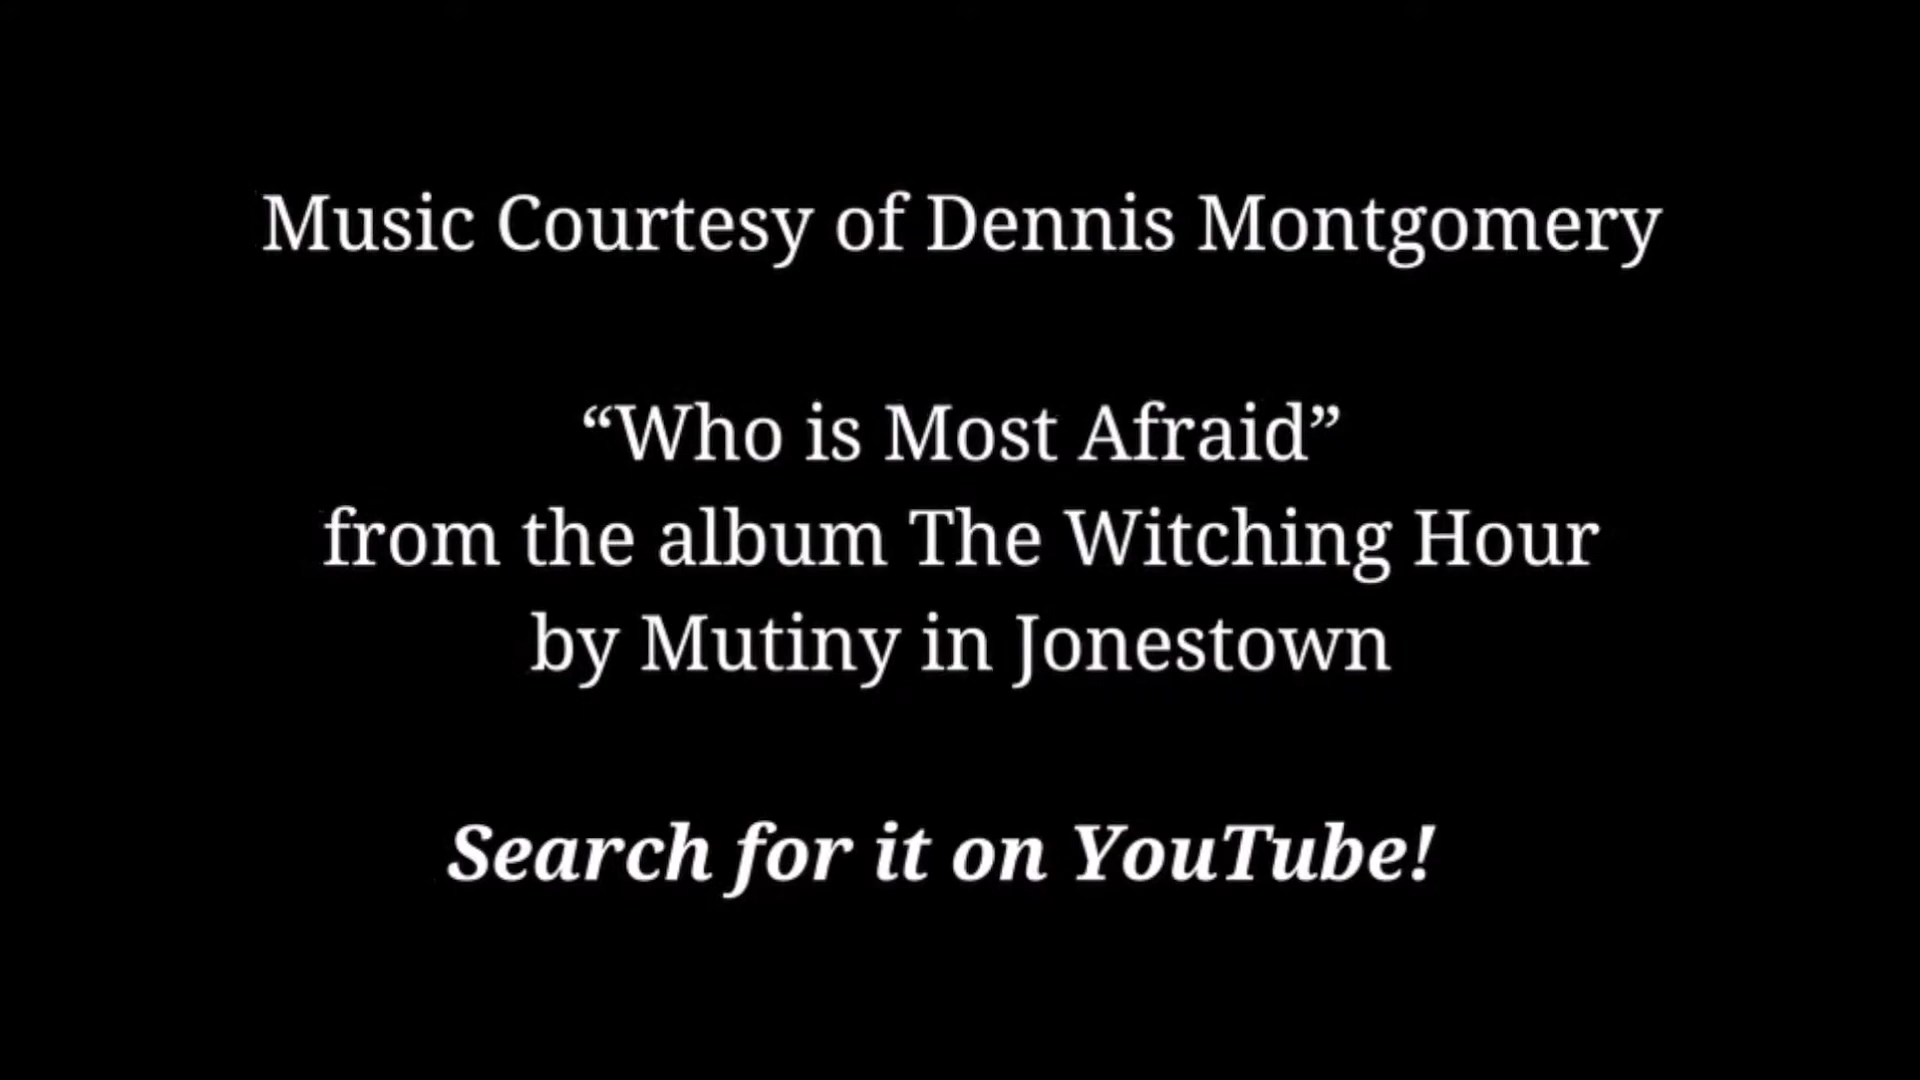 Music Courtesy of Dennis Montgomery
“Who is Most Afraid”
from the album The Witching Hour
by Mutiny in Jonestown
Search for it on YouTube!